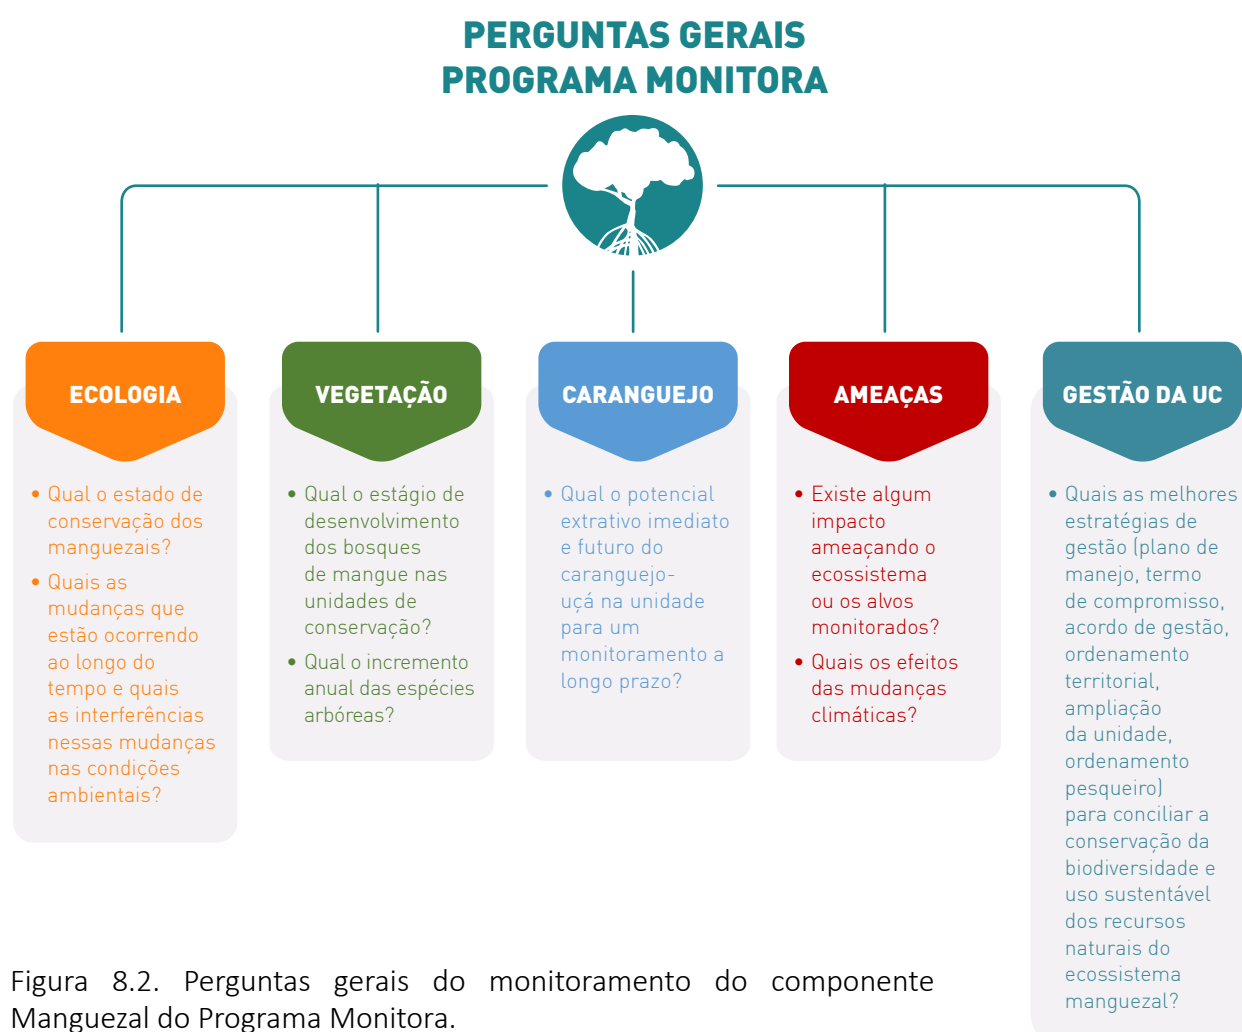 PERGUNTAS GERAIS
PROGRAMA MONITORA
ECOLOGIA
• Qual o estado de
conservação dos
manguezais?
• Quais as
mudanças que
estão ocorrendo
ao longo do
tempo e quais
as interferências
nessas mudanças
nas condições
ambientais?
VEGETAÇÃO
• Qual o estágio de
desenvolvimento
dos bosques
de mangue nas
unidades de
conservação?
• Qual o incremento
anual das espécies
arbóreas?
CARANGUEJO
• Qual o potencial
extrativo imediato
e futuro do
caranguejo-
uçá na unidade
para um
monitoramento a
longo prazo?
AMEAÇAS
• Existe algum
impacto
ameaçando o
ecossistema
ou os alvos
monitorados?
• Quais os efeitos
das mudanças
climáticas?
GESTÃO DA UC
• Quais as melhores
estratégias de
gestão (plano de
manejo, termo
de compromisso,
acordo de gestão,
ordenamento
territorial,
ampliação
da unidade,
ordenamento
pesqueiro)
para conciliar a
conservação da
biodiversidade e
uso sustentável
dos recursos
naturais do
ecossistema
manguezal?
Figura 8.2. Perguntas gerais do monitoramento do componente
Manguezal do Programa Monitora.